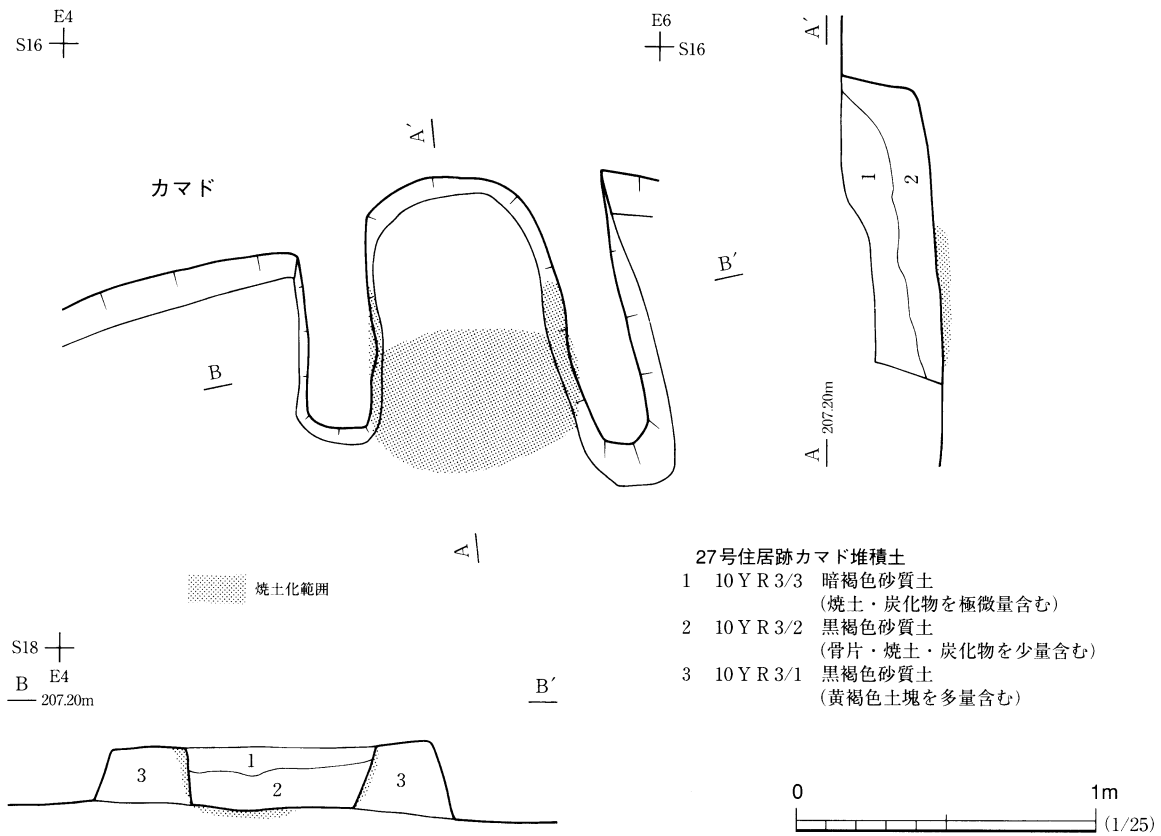 E4
S16
E6
S16
A′
A′
カマド
1
2
B′
B
A 207.20m
A
27号住居跡カマド堆積土
1 10YR3/3 暗褐色砂質土
(焼土・炭化物を極微量含む)
2 10YR3/2 黒褐色砂質土
(骨片・焼土・炭化物を少量含む)
3 10YR3/1 黒褐色砂質土
(黄褐色土塊を多量含む)
焼土化範囲
S18
E4
B 207.20m
B′
1
3
2
3
0 1m
(1/25)